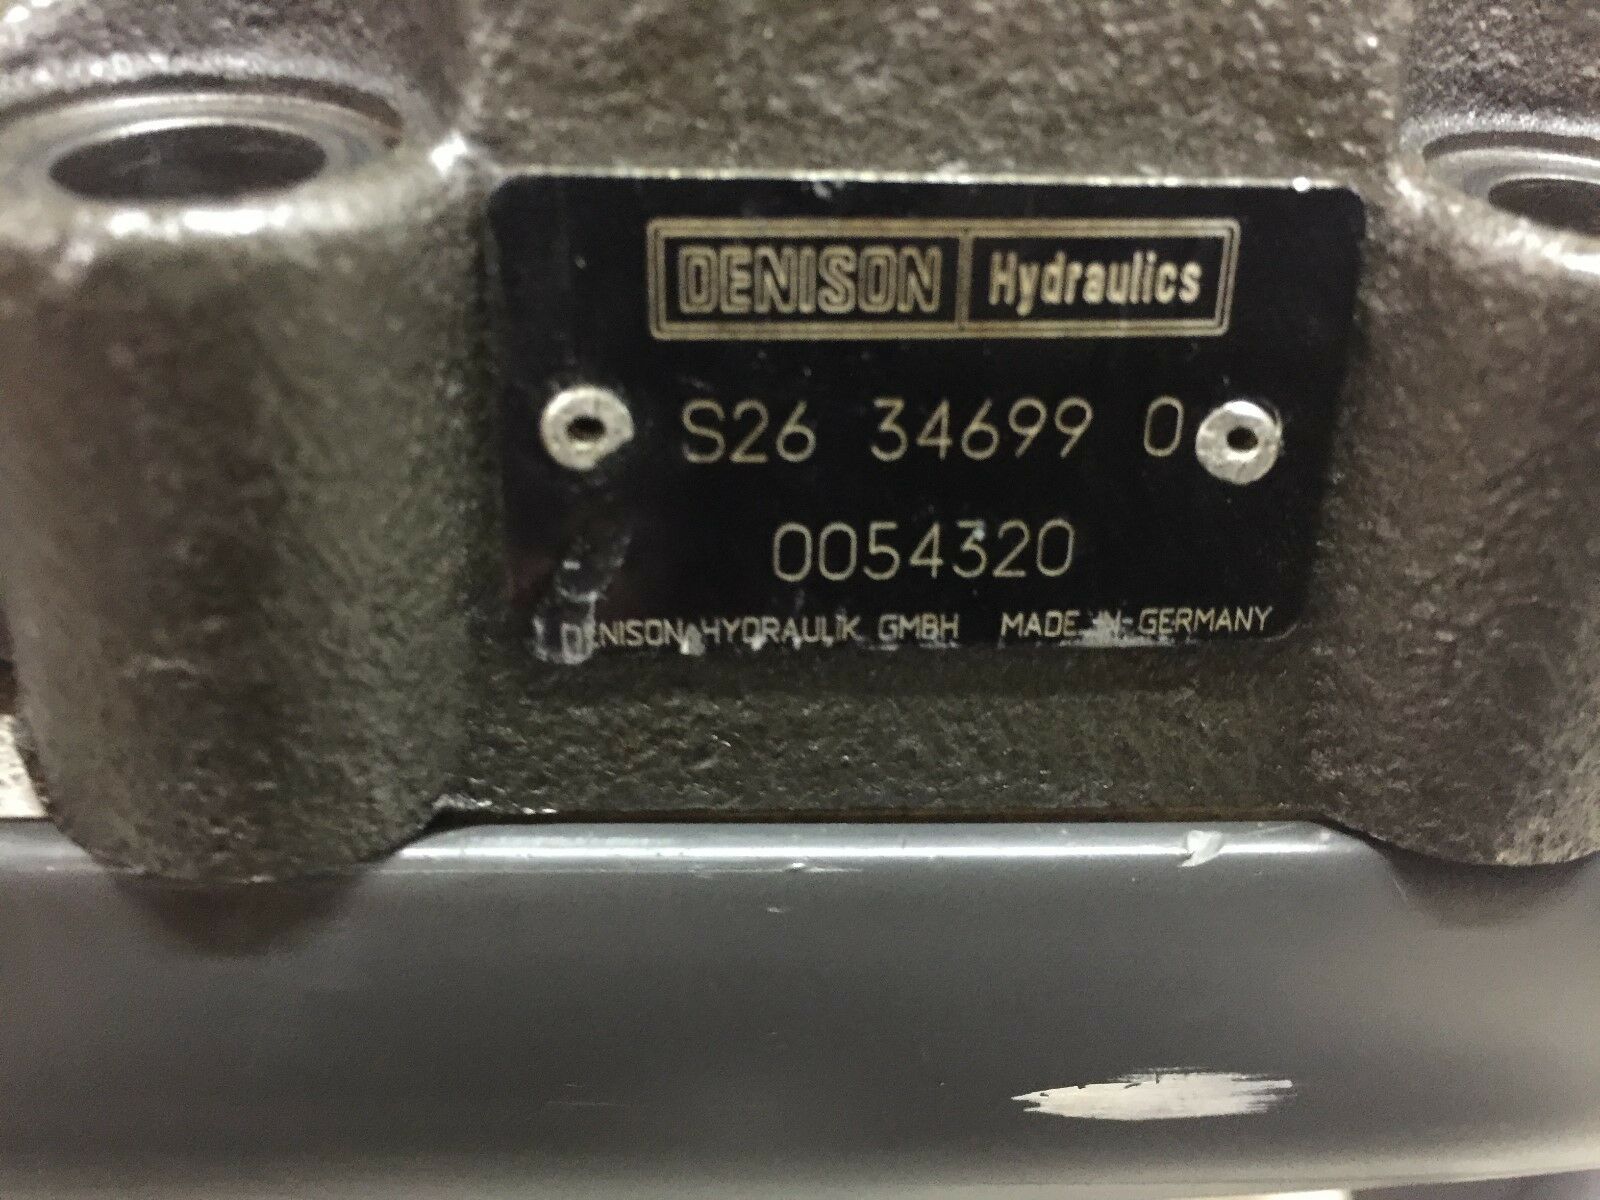 DENISON Hydraulics
S26 34699 0
0054320
DENISON HYDRAULIK GMBH MADE IN GERMANY